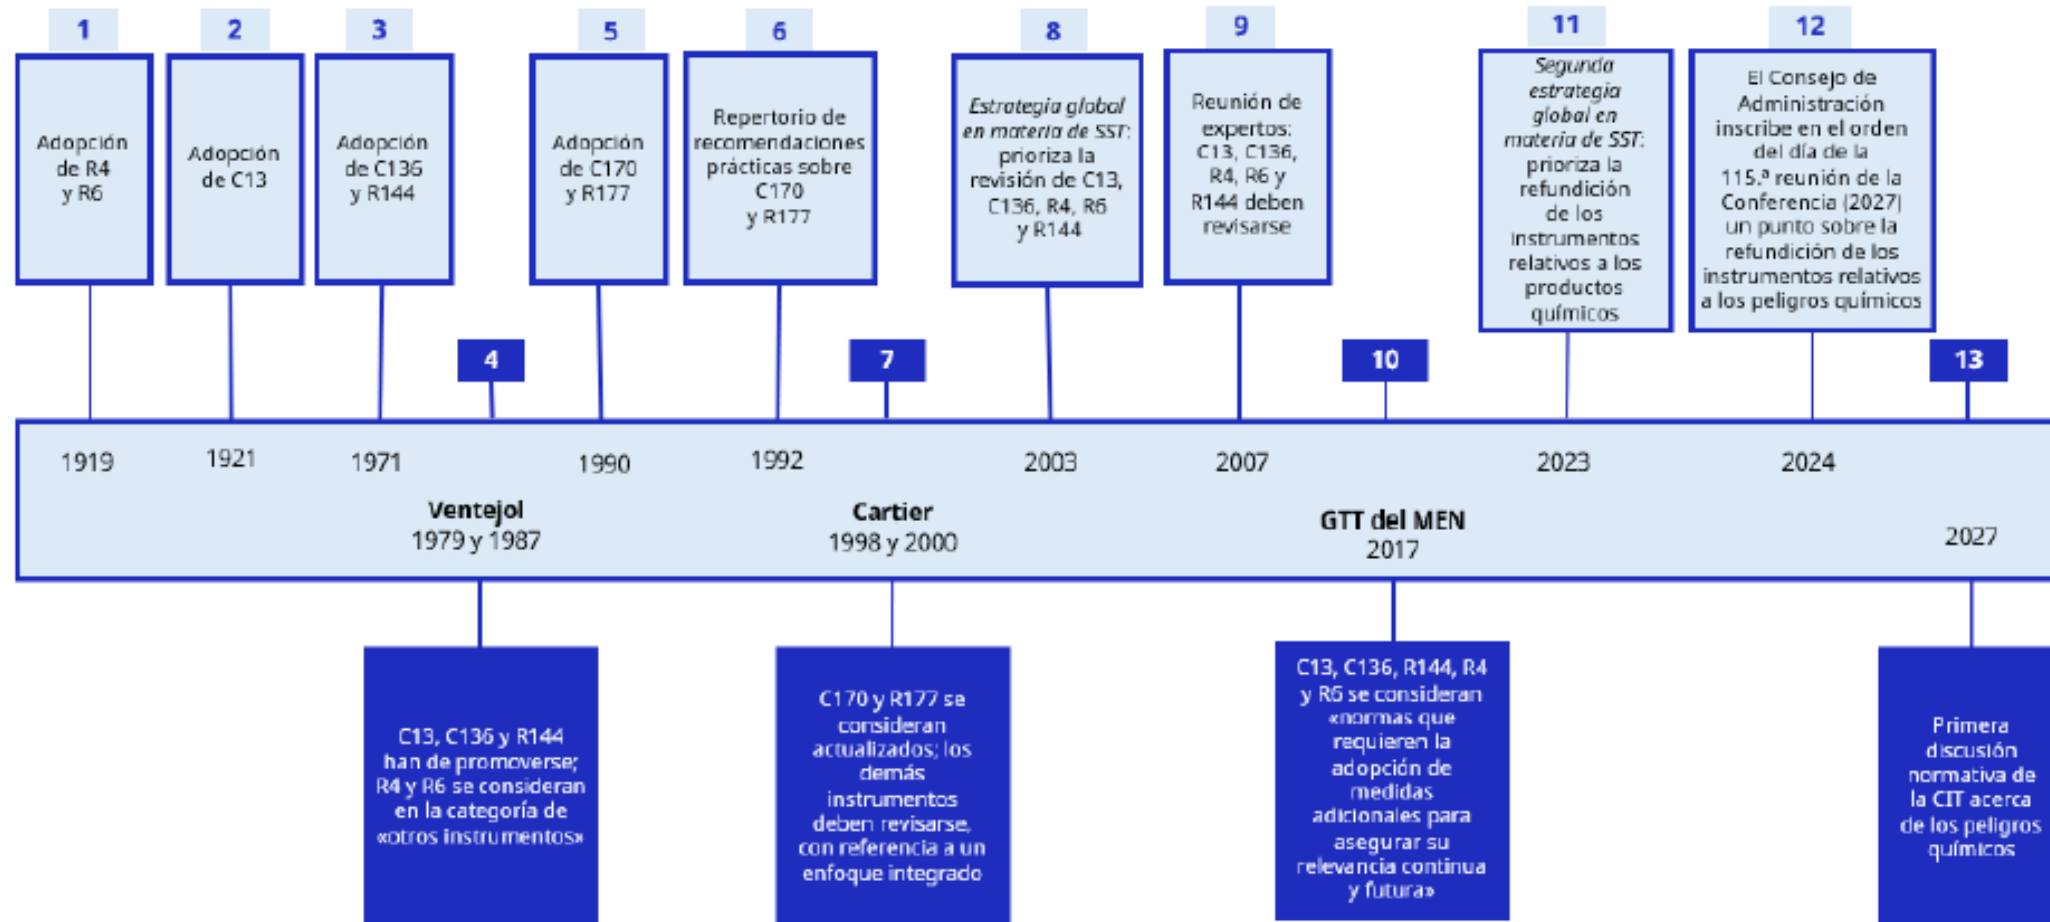 1
Adopción
de R4
y R6
2
Adopción
de C13
3
Adopción
de C136
y R144
5
Adopción
de C170
y R177
6
Repertorio de
recomendaciones
prácticas sobre
C170
y R177
8
Estrategia global
en materia de SST:
prioriza la
revisión de C13,
C136, R4, R6
y R144
9
Reunión de
expertos:
C13, C136,
R4, R6 y
R144 deben
revisarse
11
Segunda
estrategia
global en
materia de SST:
prioriza la
refundición
de los
instrumentos
relativos a los
productos
químicos
12
El Consejo de
Administración
inscribe en el orden
del día de la
115.ª reunión de la
Conferencia (2027)
un punto sobre la
refundición de los
instrumentos relativos
a los peligros químicos
4
7
10
13
1919
1921
1971
1990
1992
2003
2007
2023
2024
Ventejol
1979 y 1987
Cartier
1998 y 2000
GTT del MEN
2017
2027
C13, C136 y R144
han de promoverse;
R4 y R6 se consideran
en la categoría de
«otros instrumentos»
C170 y R177 se
consideran
actualizados; los
demás
instrumentos
deben revisarse,
con referencia a un
enfoque integrado
C13, C136, R144, R4
y R6 se consideran
«normas que
requieren la
adopción de
medidas
adicionales para
asegurar su
relevancia continua
y futura»
Primera
discusión
normativa de
la CIT acerca
de los peligros
químicos